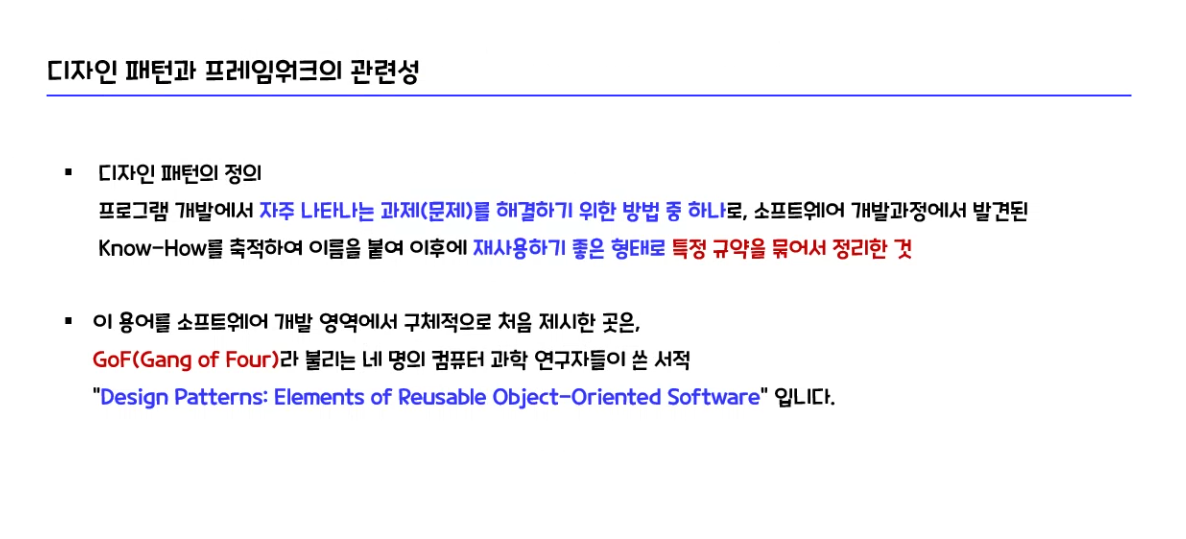 디자인 패턴과 프레임워크의 관련성
▪ 디자인 패턴의 정의
프로그램 개발에서 자주 나타나는 과제(문제)를 해결하기 위한 방법 중 하나로, 소프트웨어 개발과정에서 발견된
Know-How를 축적하여 이름을 붙여 이후에 재사용하기 좋은 형태로 특정 규약을 묶어서 정리한 것
▪ 이 용어를 소프트웨어 개발 영역에서 구체적으로 처음 제시한 곳은,
GoF(Gang of Four)라 불리는 네 명의 컴퓨터 과학 연구자들이 쓴 서적
"Design Patterns: Elements of Reusable Object-Oriented Software" 입니다.